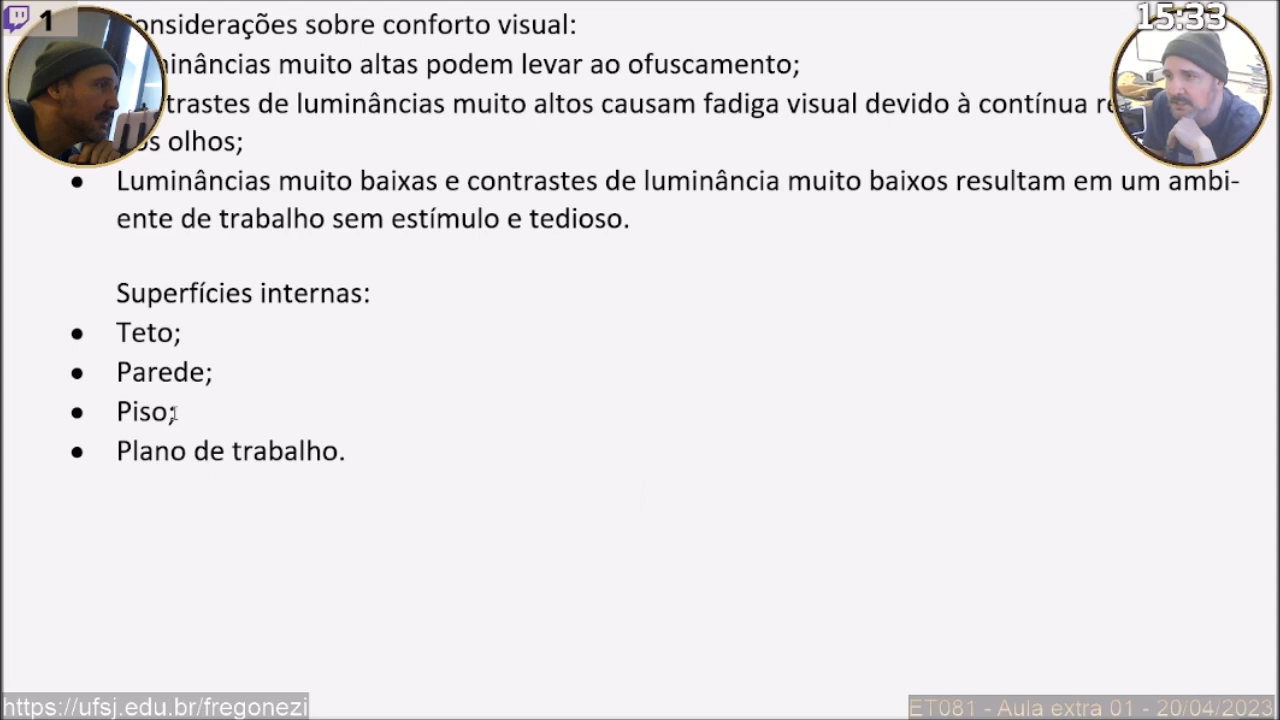 1
15:33
onsiderações sobre conforto visual:
minâncias muito altas podem levar ao ofuscamento;
trastes de luminâncias muito altos causam fadiga visual devido à contínua
os olhos;
• Luminâncias muito baixas e contrastes de luminância muito baixos resultam em um ambi-
ente de trabalho sem estímulo e tedioso.
Superfícies internas:
• Teto;
• Parede;
• Piso;
• Plano de trabalho.
https://ufsj.edu.br/fregonezi
ET081 - Aula extra 01 - 20/04/2023